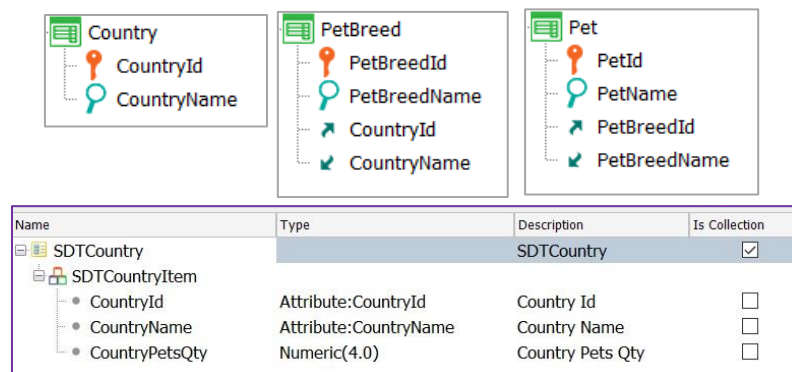 Country
CountryId
CountryName
PetBreed
PetBreedId
PetBreedName
CountryId
CountryName
Pet
PetId
PetName
PetBreedId
PetBreedName
Name Type Description Is Collection
SDTCountry SDTCountry
SDTCountryItem
CountryId Attribute:CountryId Country Id
CountryName Attribute:CountryName Country Name
CountryPetsQty Numeric(4.0) Country Pets Qty